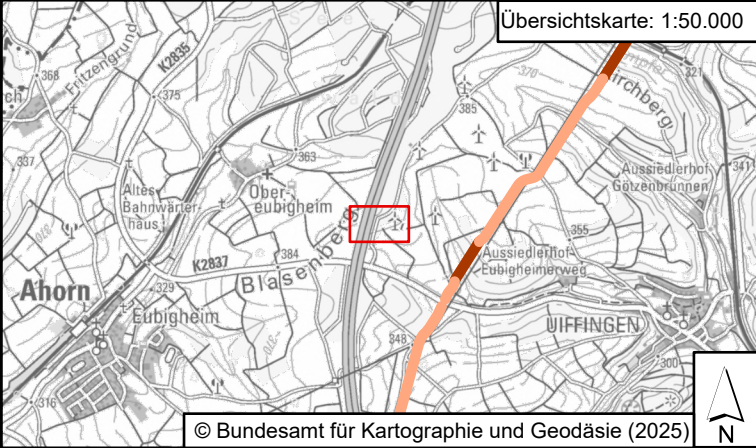 Übersichtskarte: 1:50.000
368
Fritzengrund
K2835
375
ch
337
363
Ober-
eubigheim
Altes
Bahnwärter-
haus
370
385
irchberg
321
341
Aussiedlerhof
Götzenbrunnen
355
Aussiedlerhof
Eubigheimerweg
Blasenberg
384
K2837
329
Ahorn
Eubigheim
UIFFINGEN
348
300
316
N
© Bundesamt für Kartographie und Geodäsie (2025)